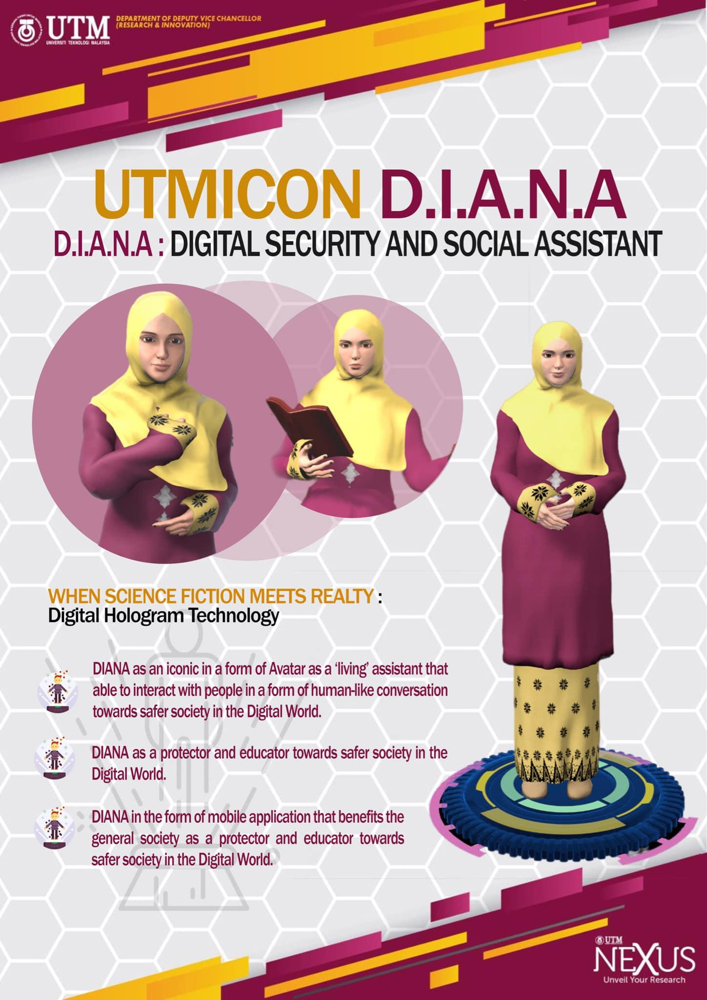 UTM
UNIVERSITI TEKNOLOGI MALAYSIA
DEPARTMENT OF DEPUTY VICE CHANCELLOR
(RESEARCH & INNOVATION)
UTMICON D.I.A.N.A
D.I.A.N.A : DIGITAL SECURITY AND SOCIAL ASSISTANT
WHEN SCIENCE FICTION MEETS REALTY :
Digital Hologram Technology
DIANA as an iconic in a form of Avatar as a ‘living’ assistant that
able to interact with people in a form of human-like conversation
towards safer society in the Digital World.
DIANA as a protector and educator towards safer society in the
Digital World.
DIANA in the form of mobile application that benefits the
general society as a protector and educator towards
safer society in the Digital World.
UTM
NEXUS
Unveil Your Research